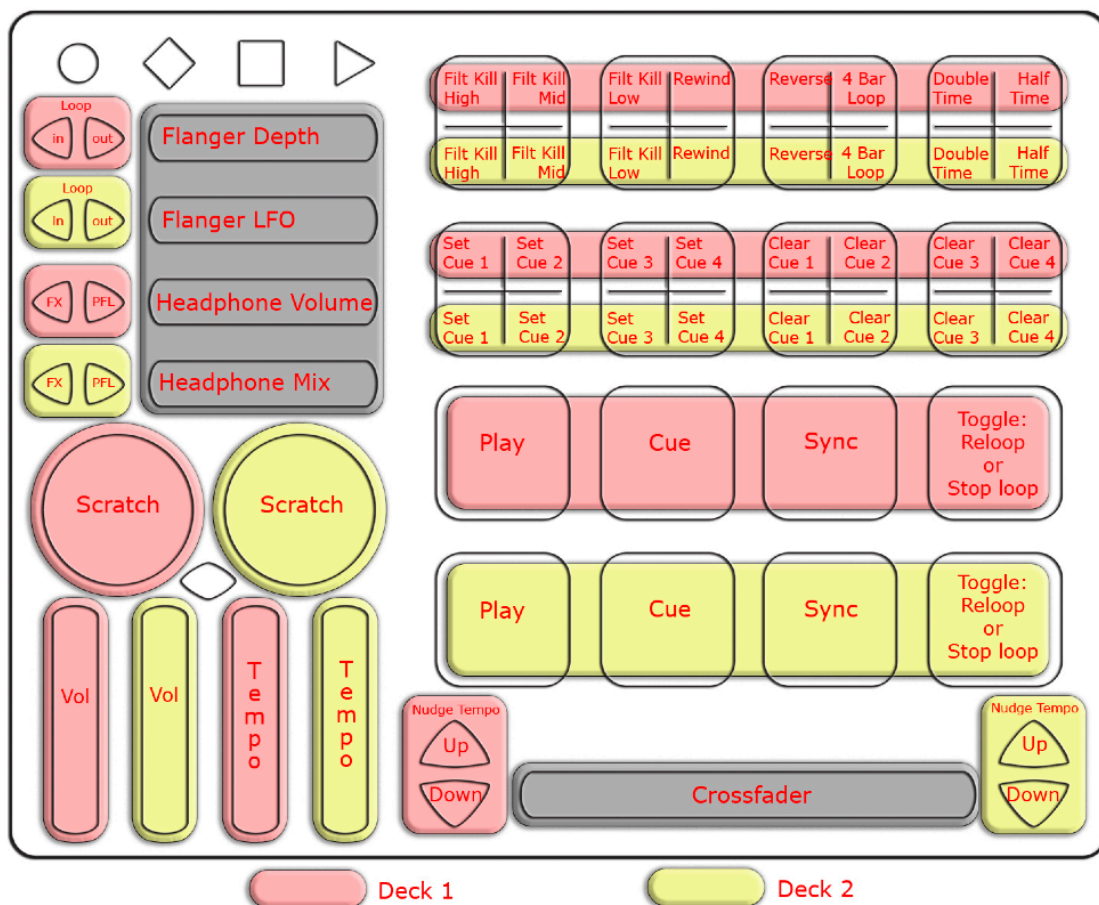 Loop
in out
Loop
In out
FX PFL
FX PFL
Flanger Depth
Flanger LFO
Headphone Volume
Headphone Mix
Filt Kill High
Filt Kill Mid
Filt Kill Low
Rewind
Reverse
4 Bar Loop
Double Time
Half Time
Filt Kill High
Filt Kill Mid
Filt Kill Low
Rewind
Reverse
4 Bar Loop
Double Time
Half Time
Set Cue 1
Set Cue 2
Set Cue 3
Set Cue 4
Clear Cue 1
Clear Cue 2
Clear Cue 3
Clear Cue 4
Set Cue 1
Set Cue 2
Set Cue 3
Set Cue 4
Clear Cue 1
Clear Cue 2
Clear Cue 3
Clear Cue 4
Play
Cue
Sync
Toggle:
Reloop
or
Stop loop
Play
Cue
Sync
Toggle:
Reloop
or
Stop loop
Scratch
Scratch
Vol
Vol
Tempo
Tempo
Nudge Tempo
Up
Down
Crossfader
Nudge Tempo
Up
Down
Deck 1
Deck 2